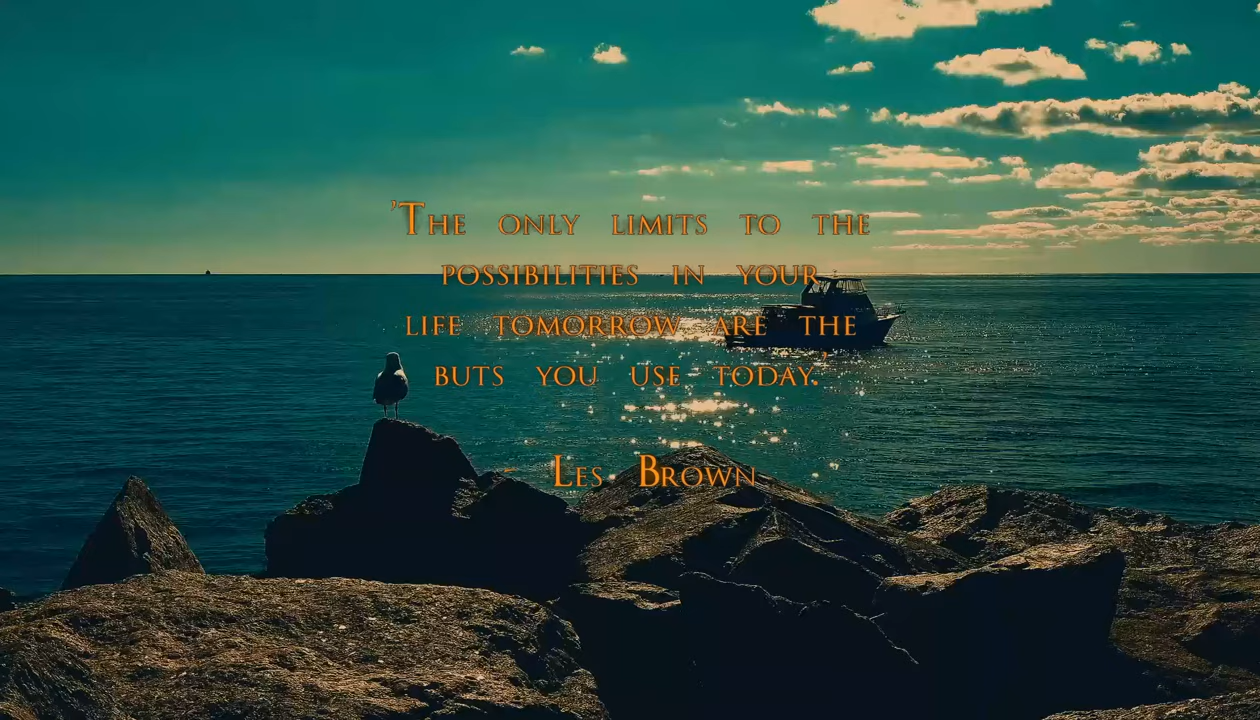 'The only limits to the
possibilities in your
life tomorrow are the
buts you use today.'
Les Brown